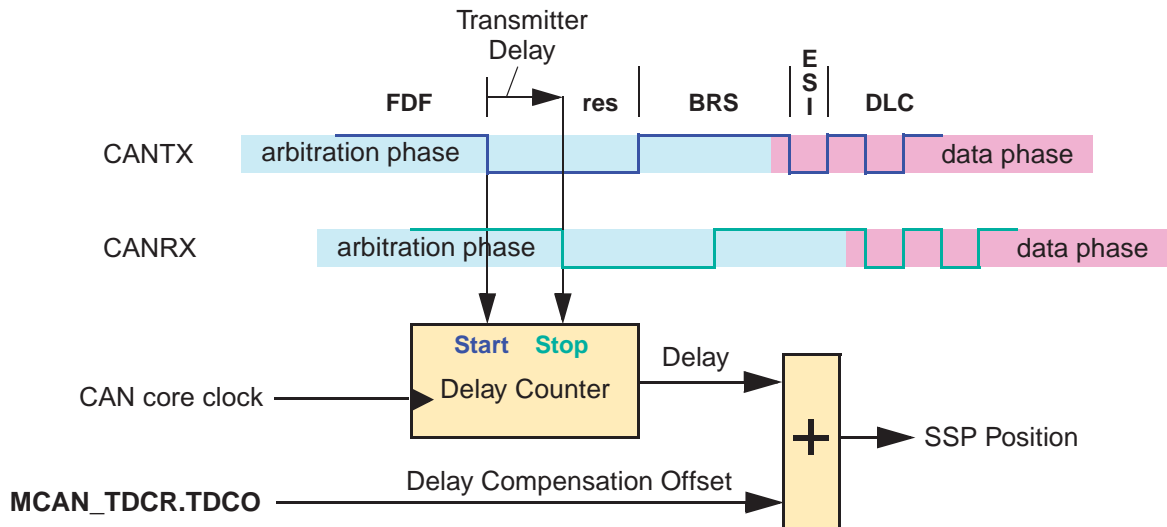 Transmitter
Delay
FDF
res
BRS
ESI
DLC
CANTX
arbitration phase
data phase
CANRX
arbitration phase
data phase
Start
Stop
Delay Counter
CAN core clock
Delay
+
SSP Position
MCAN_TDCR.TDCO
Delay Compensation Offset